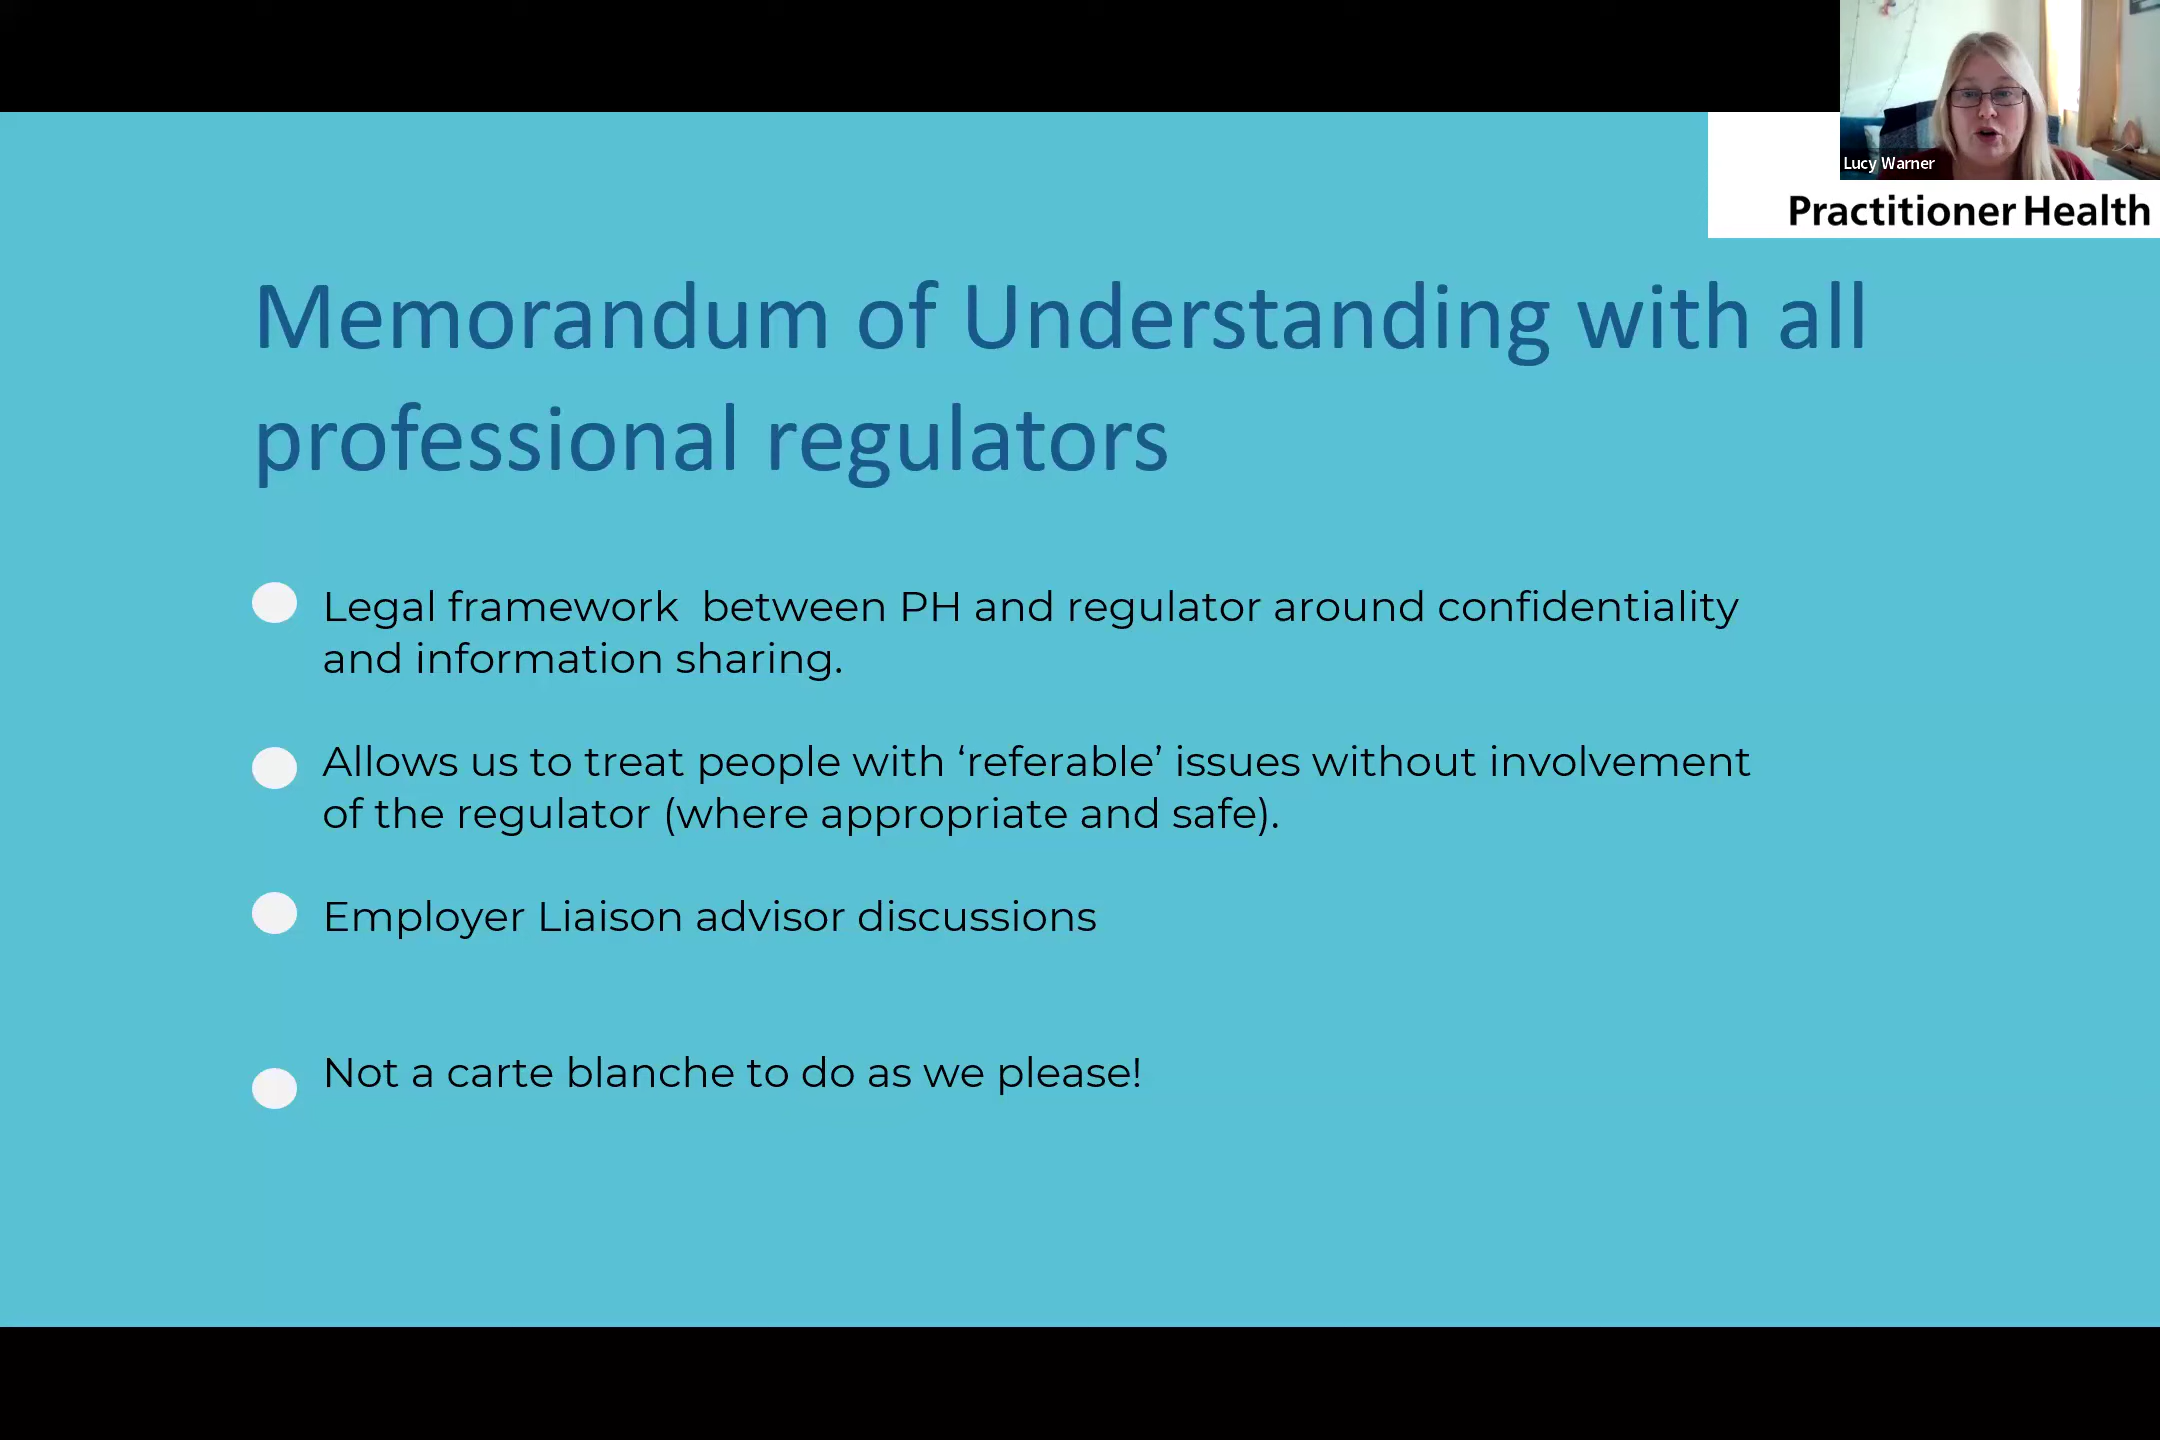 Lucy Warner
Practitioner Health
Memorandum of Understanding with all
professional regulators
Legal framework  between PH and regulator around confidentiality
and information sharing.
Allows us to treat people with ‘referable’ issues without involvement
of the regulator (where appropriate and safe).
Employer Liaison advisor discussions
Not a carte blanche to do as we please!